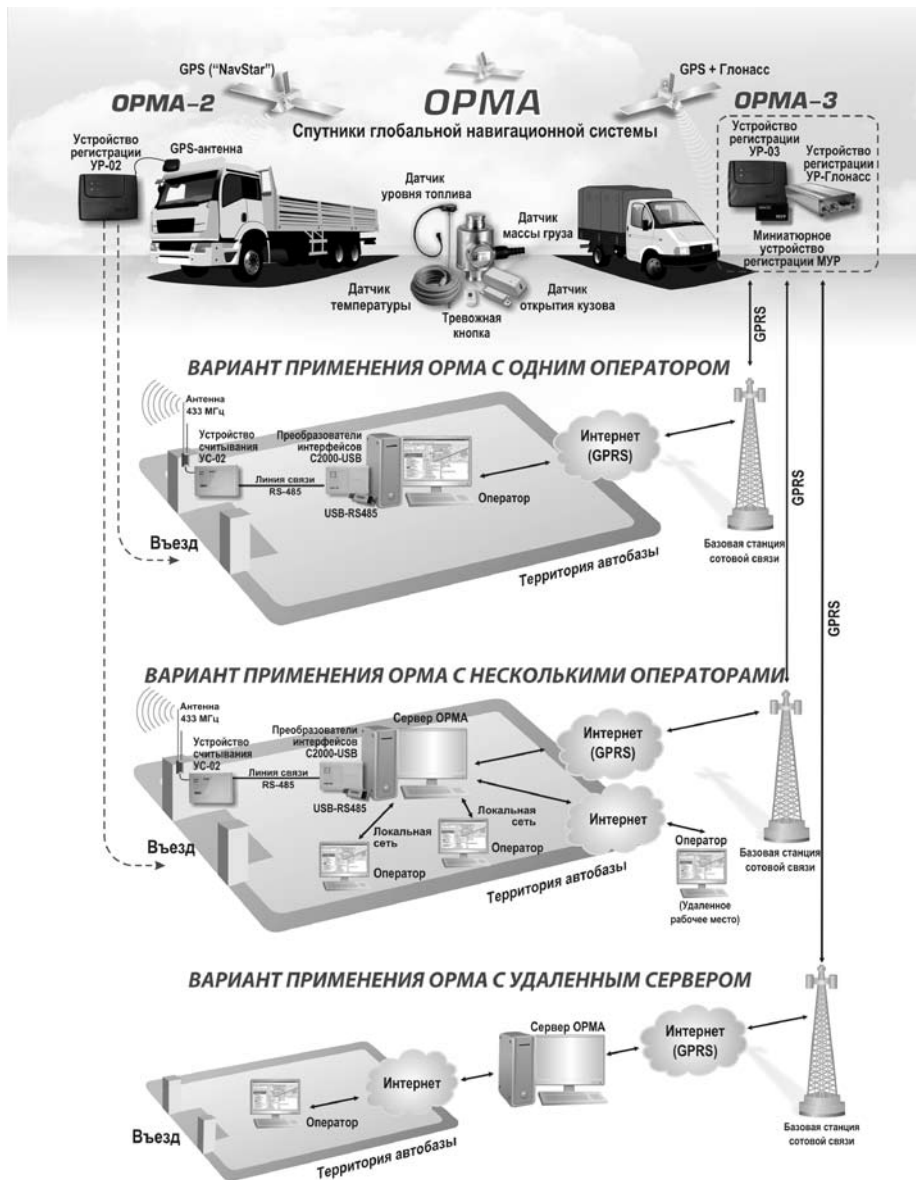 GPS ("NavStar")
ОРМА
GPS + Глонасс
ОРМА-2
ОРМА-3
Спутники глобальной навигационной системы
Устройство
регистрации
УР-02
GPS-антенна
Датчик
уровня топлива
Датчик
массы груза
Датчик
температуры
Тревожная
кнопка
Датчик
открытия кузова
Устройство
регистрации
УР-03
Устройство
регистрации
УР-Глонасс
Миниатюрное
устройство
регистрации МУР
GPRS
GPRS
GPRS
ВАРИАНТ ПРИМЕНЕНИЯ ОРМА С ОДНИМ ОПЕРАТОРОМ
Антенна
433 МГц
Устройство
считывания
УС-02
Линия связи
RS-485
Преобразователи
интерфейсов
С2000-USB
USB-RS485
Оператор
Интернет
(GPRS)
Въезд
Территория автобазы
Базовая станция
сотовой связи
ВАРИАНТ ПРИМЕНЕНИЯ ОРМА С НЕСКОЛЬКИМИ ОПЕРАТОРАМИ
Антенна
433 МГц
Устройство
считывания
УС-02
Линия связи
RS-485
Преобразователи
интерфейсов
С2000-USB
USB-RS485
Сервер ОРМА
Интернет
(GPRS)
Локальная
сеть
Оператор
Локальная
сеть
Оператор
Интернет
Оператор
(Удаленное
рабочее место)
Въезд
Территория автобазы
Базовая станция
сотовой связи
ВАРИАНТ ПРИМЕНЕНИЯ ОРМА С УДАЛЕННЫМ СЕРВЕРОМ
Сервер ОРМА
Интернет
(GPRS)
Интернет
Оператор
Въезд
Территория автобазы
Базовая станция
сотовой связи